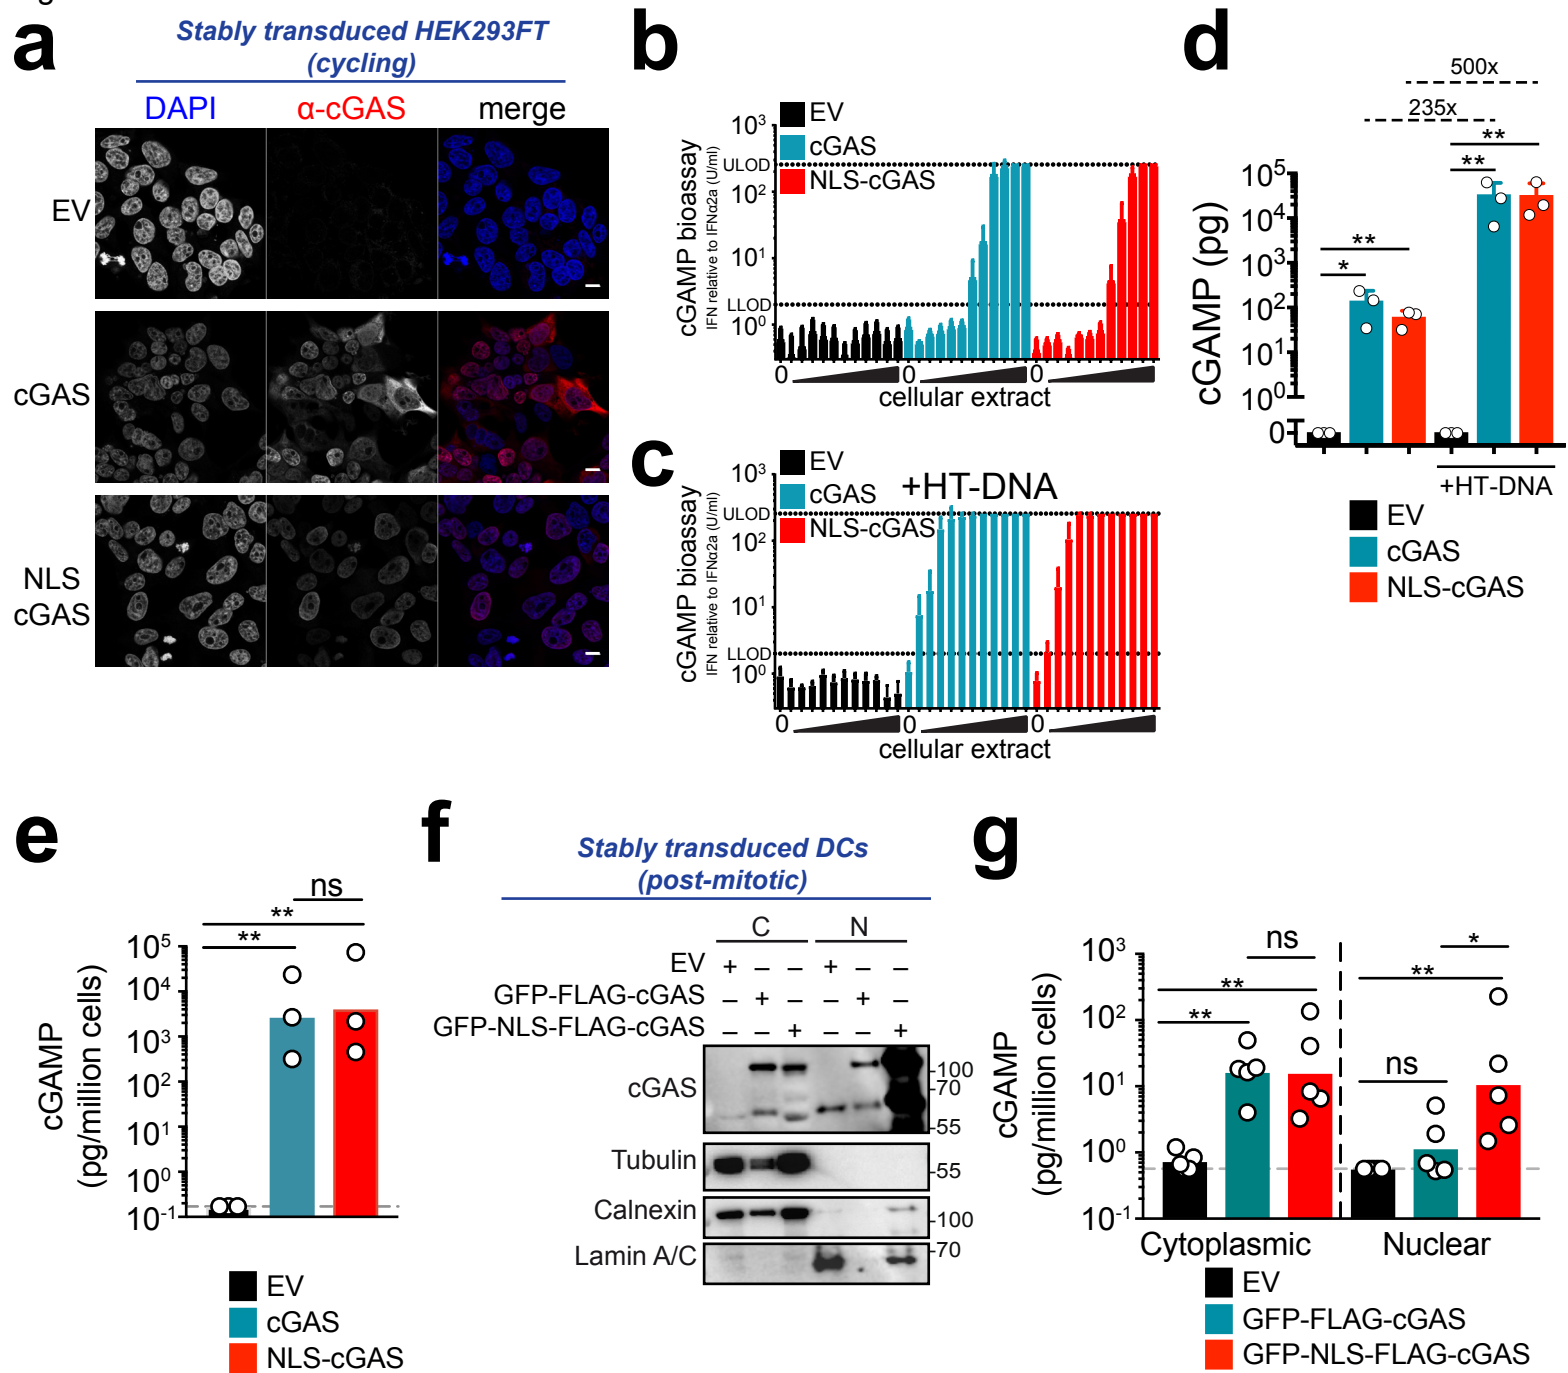 a
Stably transduced HEK293FT
(cycling)
DAPI
α-cGAS
merge
EV
cGAS
NLS
cGAS
b
EV
cGAS
NLS-cGAS
cGAMP bioassay
IFN relative to IFNα2a (U/ml)
10³
ULOD
10²
10¹
LLOD
10⁰
0
0
0
cellular extract
c
EV
cGAS
NLS-cGAS
+HT-DNA
cGAMP bioassay
IFN relative to IFNα2a (U/ml)
10³
ULOD
10²
10¹
LLOD
10⁰
0
0
0
cellular extract
d
500x
235x
**
**
**
*
cGAMP (pg)
10⁵
10⁴
10³
10²
10¹
10⁰
0
+HT-DNA
EV
cGAS
NLS-cGAS
e
ns
**
**
cGAMP
(pg/million cells)
10⁵
10⁴
10³
10²
10¹
10⁰
10⁻¹
EV
cGAS
NLS-cGAS
f
Stably transduced DCs
(post-mitotic)
C N
EV + – – + – –
GFP-FLAG-cGAS – + – – + –
GFP-NLS-FLAG-cGAS – – + – – +
cGAS
-100
-70
-55
Tubulin
-55
Calnexin
-100
Lamin A/C
-70
g
ns
*
**
**
**
ns
cGAMP
(pg/million cells)
10³
10²
10¹
10⁰
10⁻¹
Cytoplasmic
Nuclear
EV
GFP-FLAG-cGAS
GFP-NLS-FLAG-cGAS